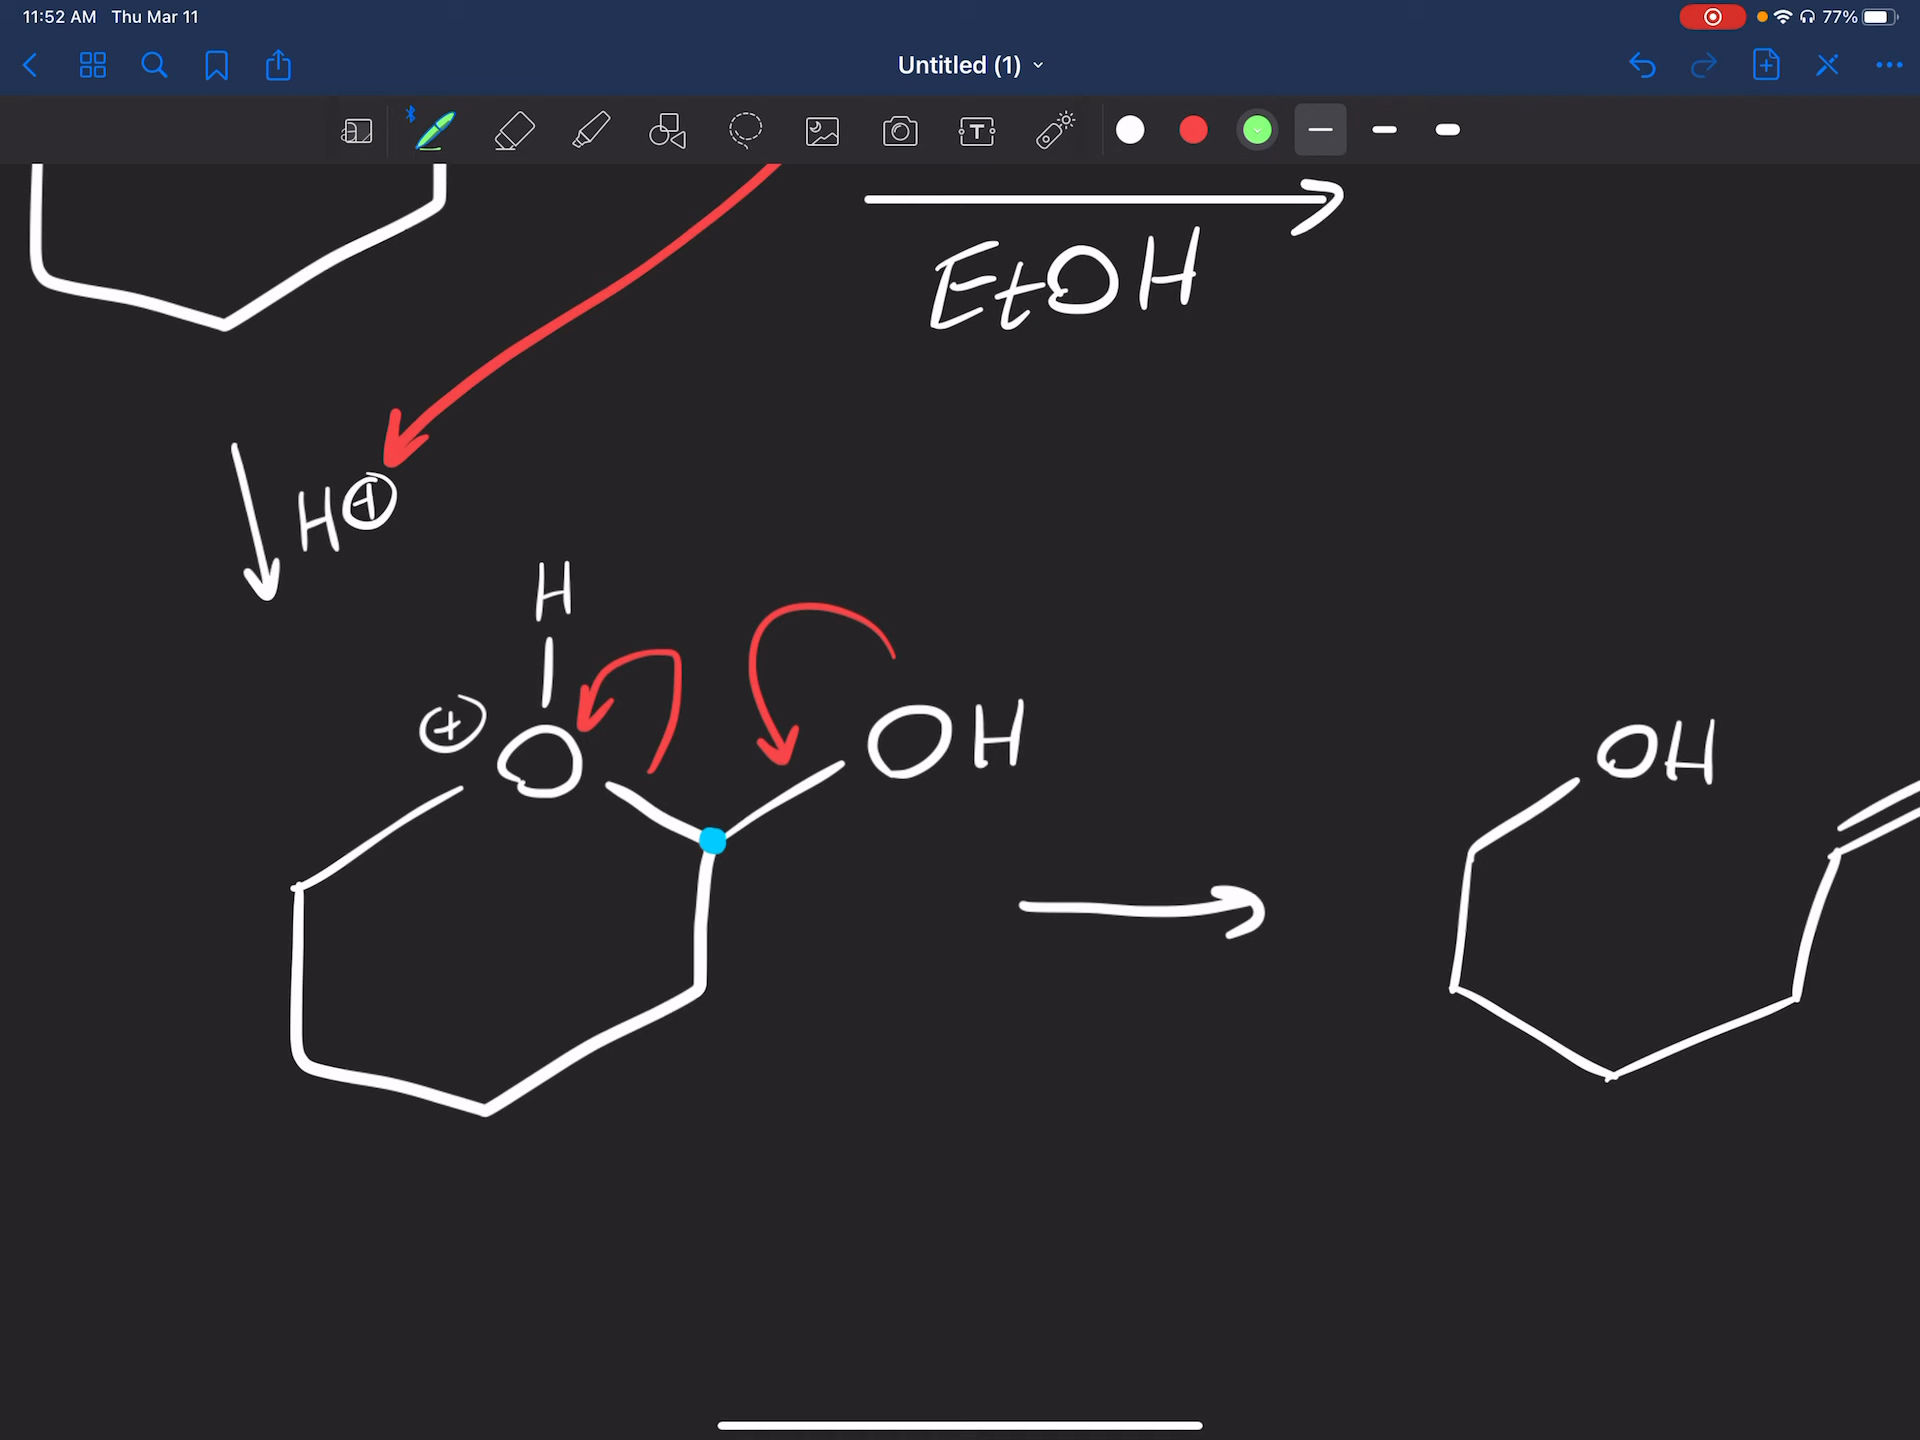 11:52 AM Thu Mar 11
77%
Untitled (1)
T
EtOH
H+
H
+
O
OH
OH